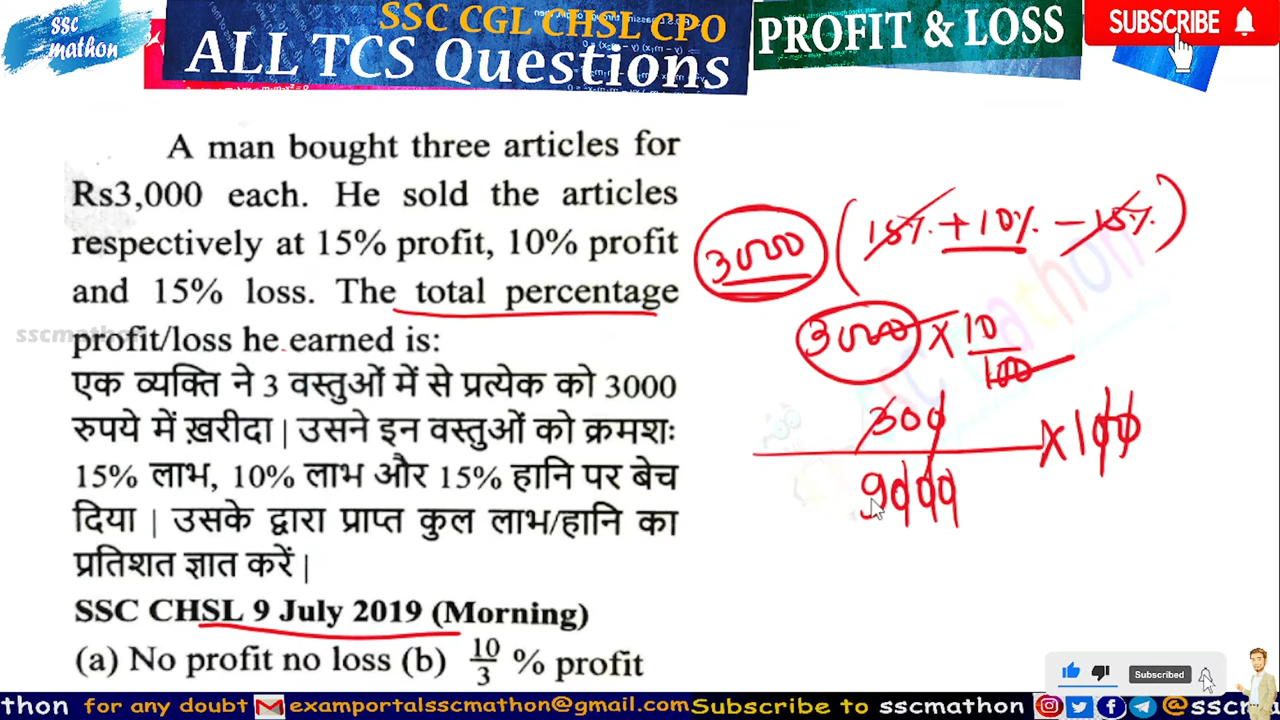 SSC mathon
SSC CGL CHSL CPO
ALL TCS Questions
PROFIT & LOSS
SUBSCRIBE
A man bought three articles for
Rs3,000 each. He sold the articles
respectively at 15% profit, 10% profit
and 15% loss. The total percentage
profit/loss he earned is:
sscmathon
एक व्यक्ति ने 3 वस्तुओं में से प्रत्येक को 3000
रुपये में ख़रीदा| उसने इन वस्तुओं को क्रमशः
15% लाभ, 10% लाभ और 15% हानि पर बेच
दिया | उसके द्वारा प्राप्त कुल लाभ/हानि का
प्रतिशत ज्ञात करें |
SSC CHSL 9 July 2019 (Morning)
(a) No profit no loss (b) 10/3 % profit
3000 (15% + 10% - 15%)
3000 × 10/100
300/9000 × 100
Subscribed
thon for any doubt examportalsscmathon@gmail.com Subscribe to sscmathon @sscm